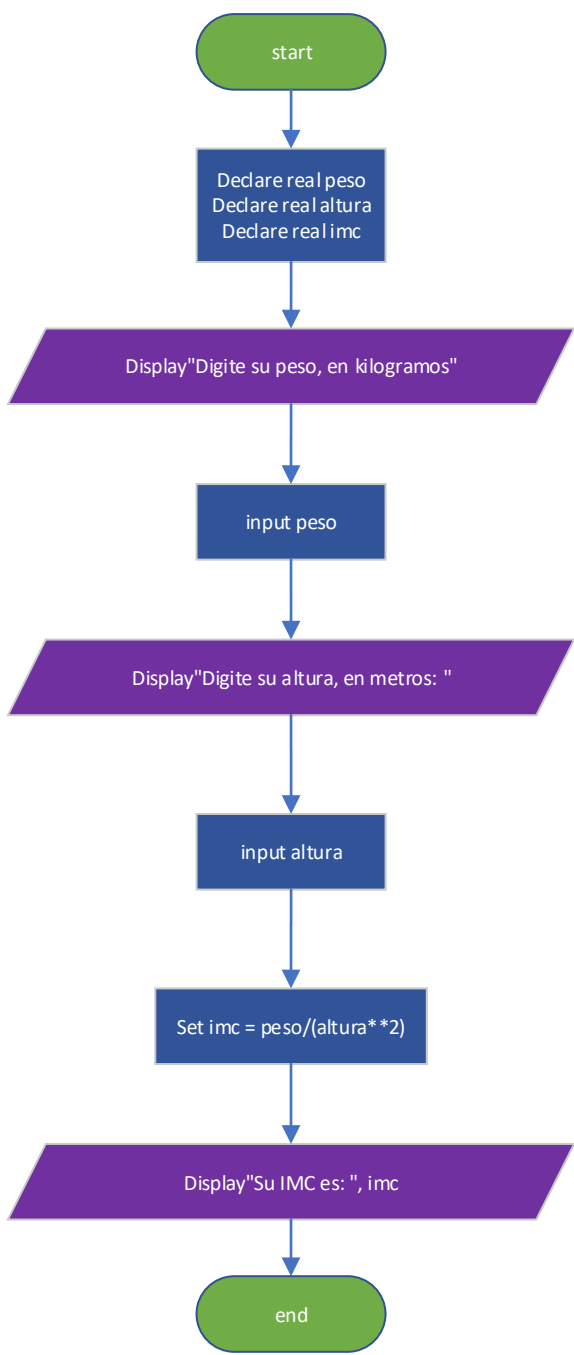 start
Declare real peso
Declare real altura
Declare real imc
Display"Digite su peso, en kilogramos"
input peso
Display"Digite su altura, en metros: "
input altura
Set imc = peso/(altura**2)
Display"Su IMC es: ", imc
end